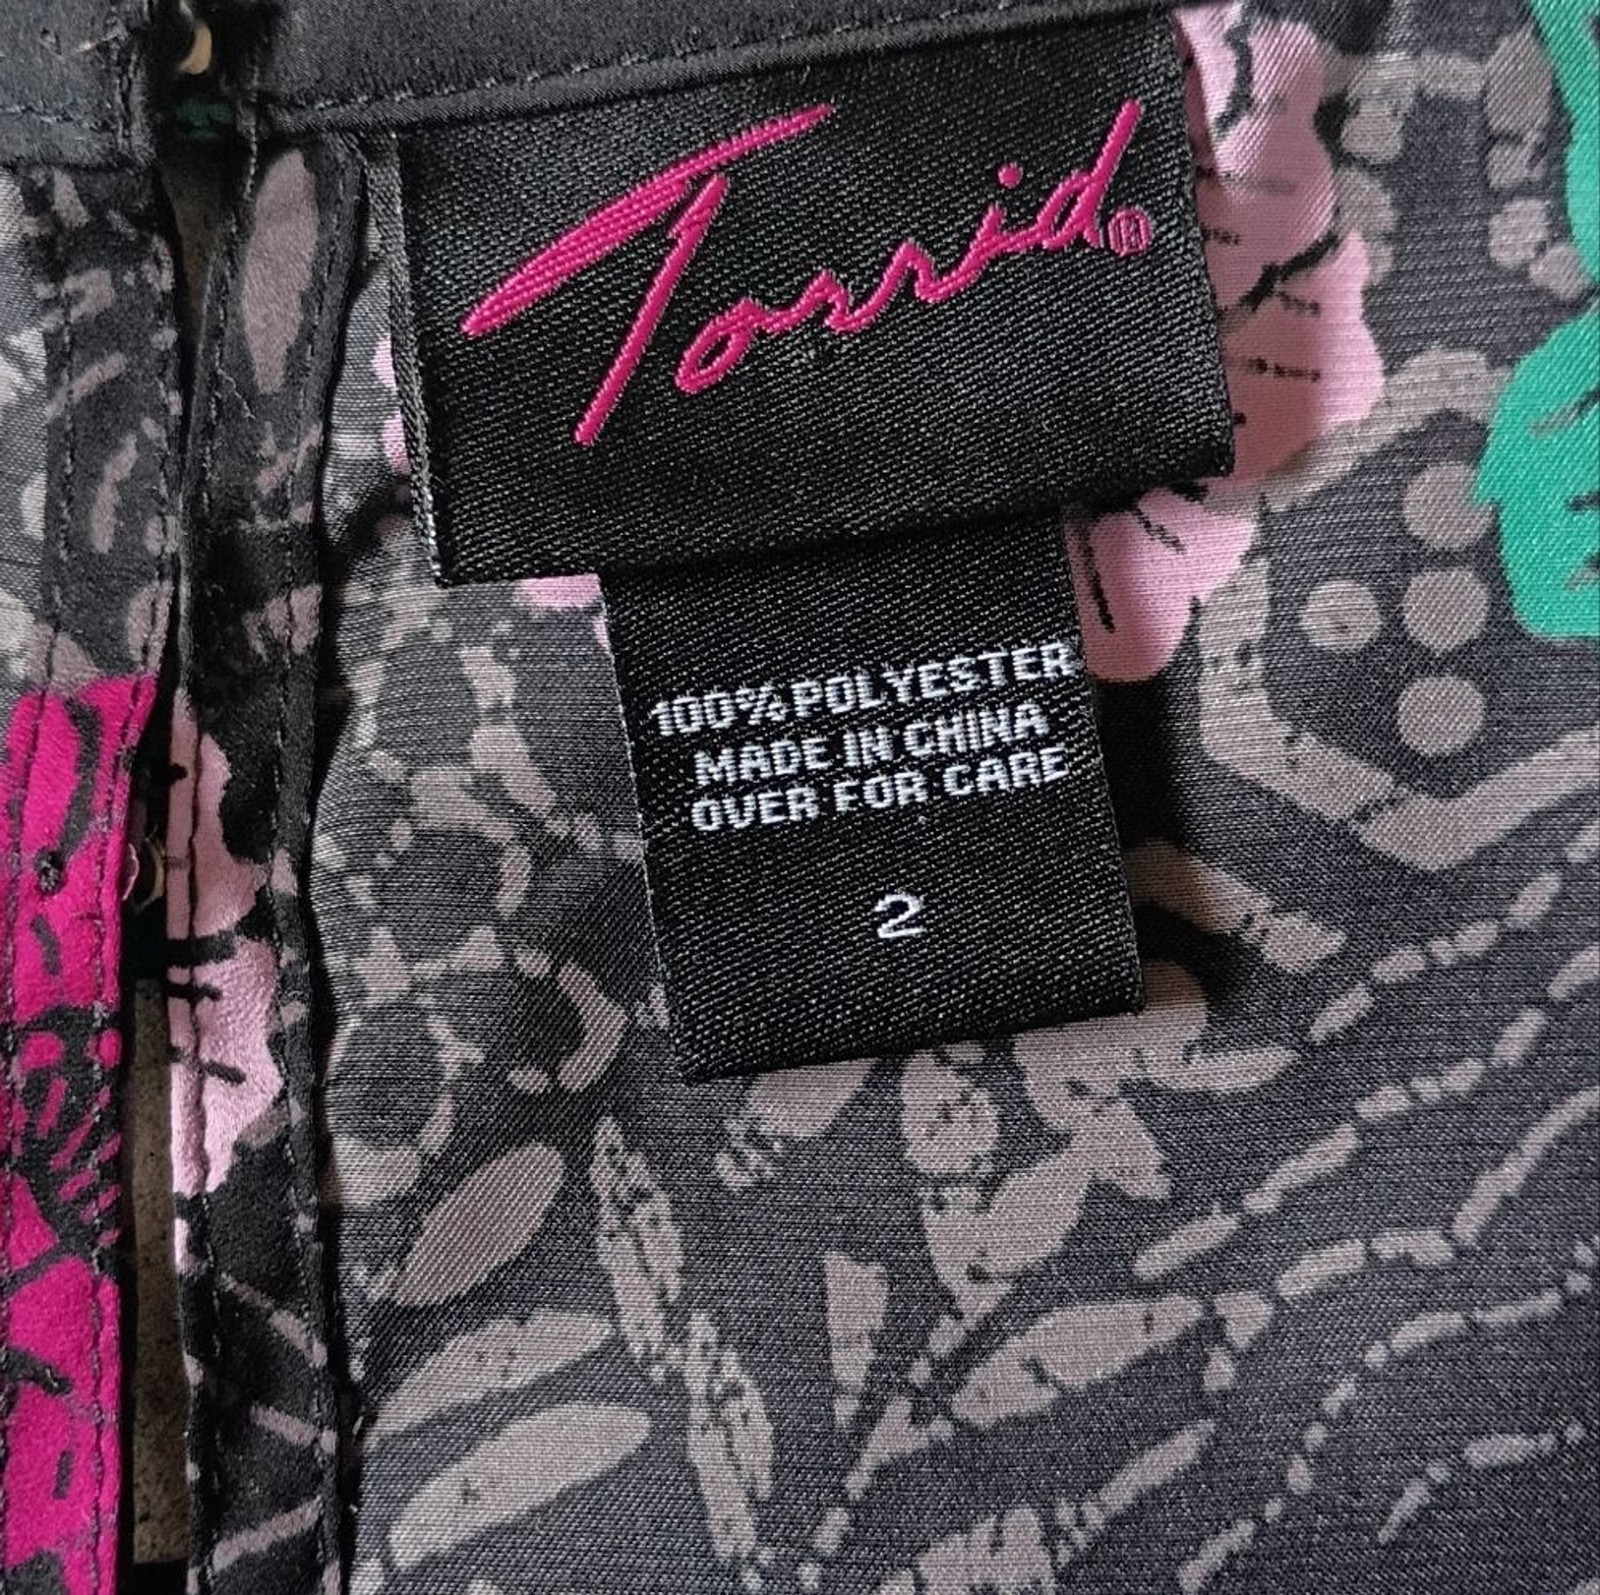 Torrid®
100% POLYESTER
MADE IN CHINA
OVER FOR CARE
2